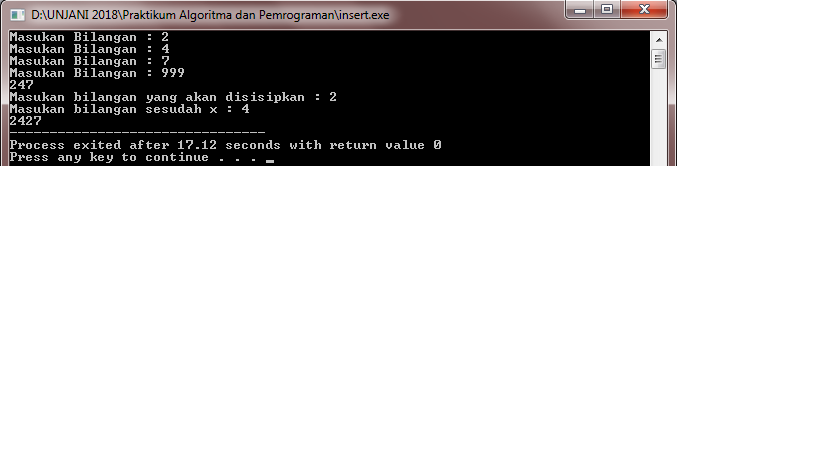 D:\UNJANI 2018\Praktikum Algoritma dan Pemrograman\insert.exe
Masukan Bilangan : 2
Masukan Bilangan : 4
Masukan Bilangan : 7
Masukan Bilangan : 999
247
Masukan bilangan yang akan disisipkan : 2
Masukan bilangan sesudah x : 4
2427
--------------------------------
Process exited after 17.12 seconds with return value 0
Press any key to continue . . . _